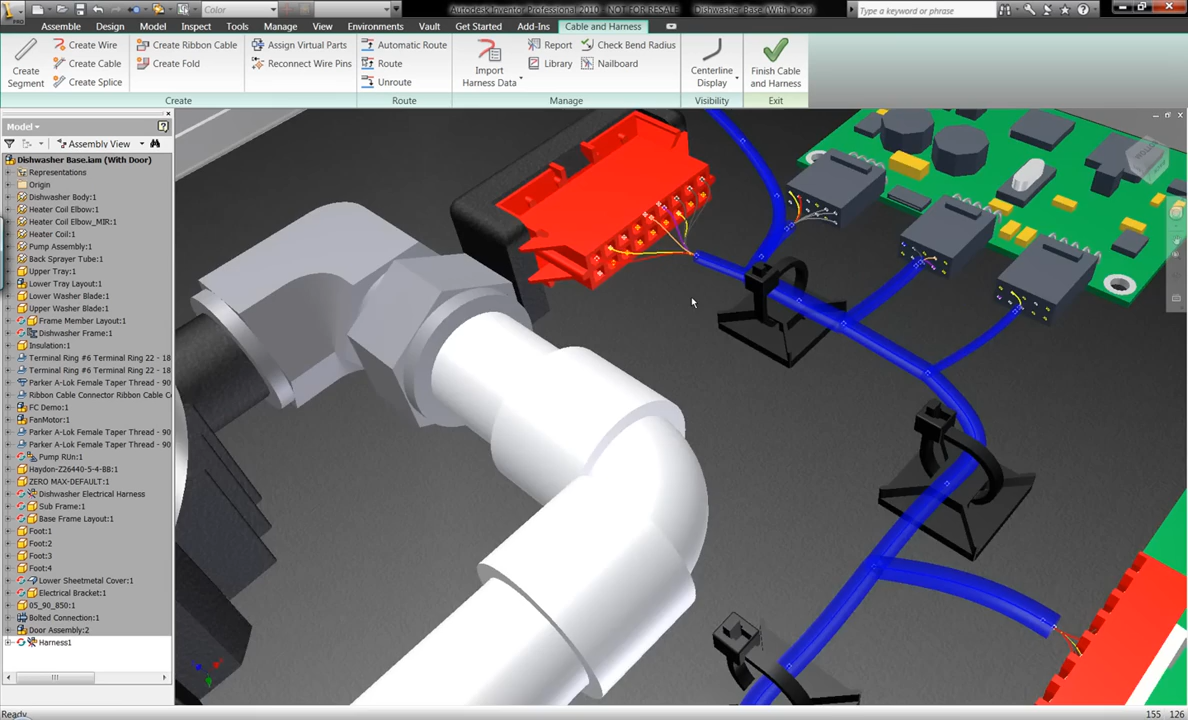 PRO
Color
Autodesk Inventor Professional 2010 - NOT FOR RESALE - Dishwasher Base (With Door)
Type a keyword or phrase
Assembly Design Model Inspect Tools Manage View Environments Vault Get Started Add-Ins Cable and Harness
Create Segment
Create Wire
Create Cable
Create Splice
Create Ribbon Cable
Create Fold
Assign Virtual Parts
Reconnect Wire Pins
Automatic Route
Route
Unroute
Import Harness Data
Report
Library
Check Bend Radius
Nailboard
Centerline Display
Finish Cable and Harness
Create Route Manage Visibility Exit
Model
Assembly View
Dishwasher Base.iam (With Door)
Representations
Origin
Dishwasher Body:1
Heater Coil Elbow:1
Heater Coil Elbow_MIR:1
Heater Coil:1
Pump Assembly:1
Back Sprayer Tube:1
Upper Tray:1
Lower Tray Layout:1
Lower Washer Blade:1
Upper Washer Blade:1
Frame Member Layout:1
Dishwasher Frame:1
Insulation:1
Terminal Ring #6 Terminal Ring 22 - 18
Terminal Ring #6 Terminal Ring 22 - 18
Parker A-Lok Female Taper Thread - 90
Ribbon Cable Connector Ribbon Cable C
FC Demo:1
FanMotor:1
Parker A-Lok Female Taper Thread - 90
Parker A-Lok Female Taper Thread - 90
Pump RUn:1
Haydon-Z26440-5-4-BB:1
ZERO MAX-DEFAULT:1
Dishwasher Electrical Harness
Sub Frame:1
Base Frame Layout:1
Foot:1
Foot:2
Foot:3
Foot:4
Lower Sheetmetal Cover:1
Electrical Bracket:1
05_90_850:1
Bolted Connection:1
Door Assembly:2
Harness1
Ready
155 126